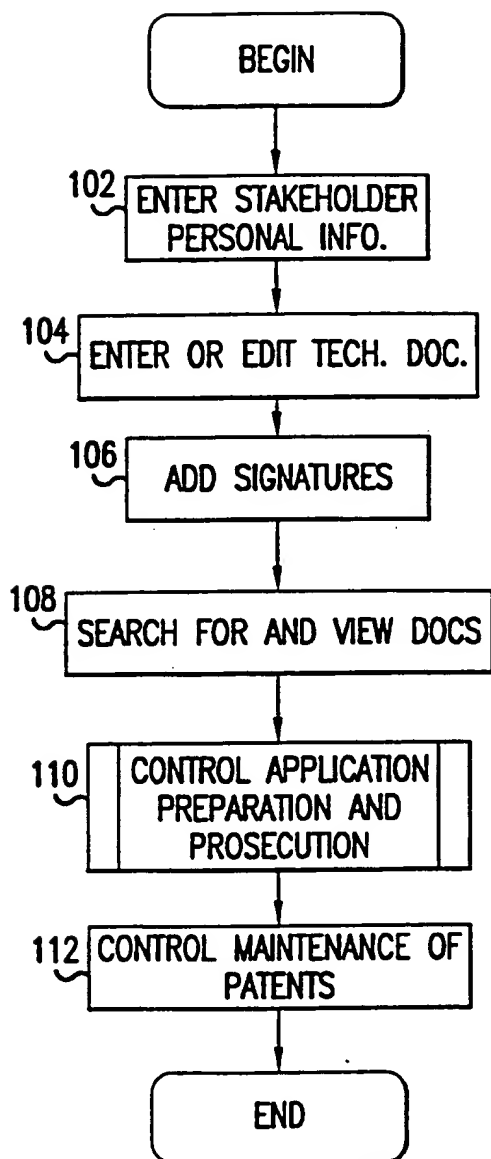 BEGIN
102
ENTER STAKEHOLDER
PERSONAL INFO.
104
ENTER OR EDIT TECH. DOC.
106
ADD SIGNATURES
108
SEARCH FOR AND VIEW DOCS
110
CONTROL APPLICATION
PREPARATION AND
PROSECUTION
112
CONTROL MAINTENANCE OF
PATENTS
END